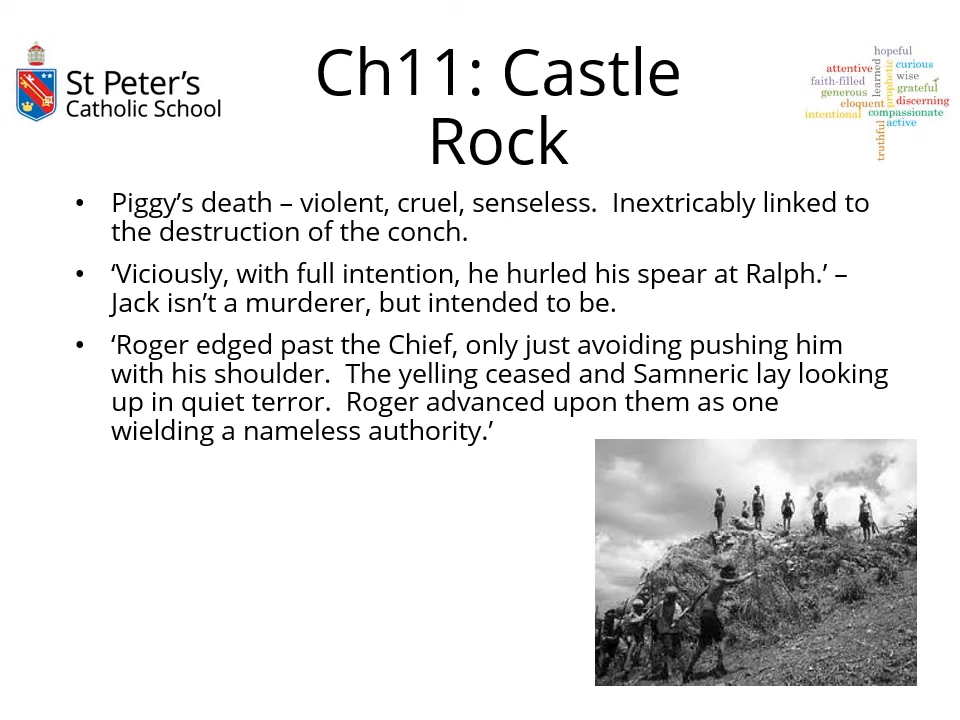 St Peter’s
Catholic School
Ch11: Castle
Rock
hopeful
attentive
curious
learned
prophetic
wise
faith-filled
grateful
generous
eloquent
discerning
intentional
compassionate
active
truthful
• Piggy’s death – violent, cruel, senseless.  Inextricably linked to
the destruction of the conch.
• ‘Viciously, with full intention, he hurled his spear at Ralph.’ –
Jack isn’t a murderer, but intended to be.
• ‘Roger edged past the Chief, only just avoiding pushing him
with his shoulder.  The yelling ceased and Samneric lay looking
up in quiet terror.  Roger advanced upon them as one
wielding a nameless authority.’